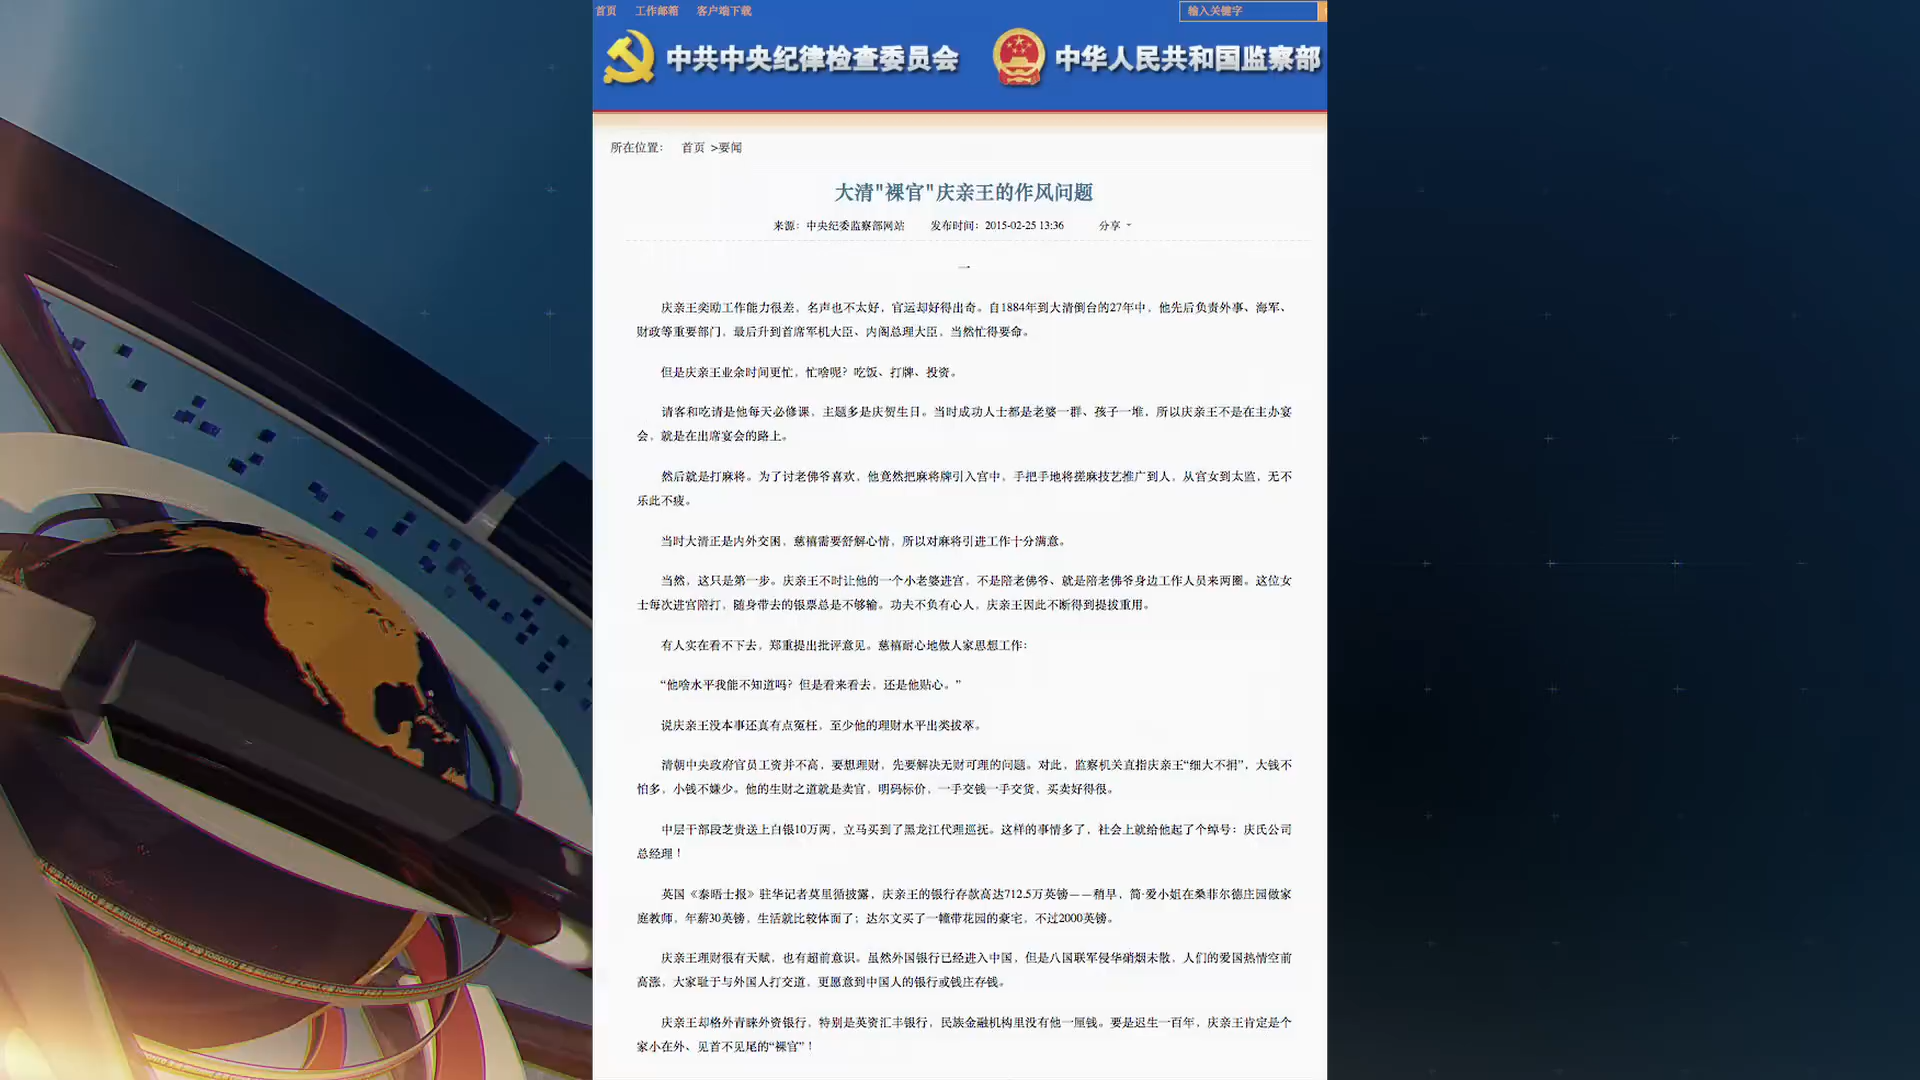 首页 工作邮箱 客户端下载 输入关键字
中共中央纪律检查委员会 中华人民共和国监察部
所在位置： 首页 >要闻
大清"裸官"庆亲王的作风问题
来源：中央纪委监察部网站 发布时间：2015-02-25 13:36 分享
一
庆亲王奕劻工作能力很差，名声也不太好，官运却好得出奇。自1884年到大清倒台的27年中，他先后负责外事、海军、
财政等重要部门，最后升到首席军机大臣、内阁总理大臣，当然忙得要命。
但是庆亲王业余时间更忙，忙啥呢？吃饭、打牌、投资。
请客和吃请是他每天必修课，主题多是庆贺生日。当时成功人士都是老婆一群、孩子一堆，所以庆亲王不是在主办宴
会，就是在出席宴会的路上。
然后就是打麻将。为了讨老佛爷喜欢，他竟然把麻将牌引入宫中，手把手地将搓麻技艺推广到人，从宫女到太监，无不
乐此不疲。
当时大清正是内外交困，慈禧需要舒解心情，所以对麻将引进工作十分满意。
当然，这只是第一步。庆亲王不时让他的一个小老婆进宫，不是陪老佛爷、就是陪老佛爷身边工作人员来两圈。这位女
士每次进宫陪打，随身带去的银票总是不够输。功夫不负有心人，庆亲王因此不断得到提拔重用。
有人实在看不下去，郑重提出批评意见。慈禧耐心地做人家思想工作：
“他啥水平我能不知道吗？但是看来看去，还是他贴心。”
说庆亲王没本事还真有点冤枉，至少他的理财水平出类拔萃。
清朝中央政府官员工资并不高，要想理财，先要解决无财可理的问题。对此，监察机关直指庆亲王“细大不捐”，大钱不
怕多，小钱不嫌少。他的生财之道就是卖官，明码标价，一手交钱一手交货，买卖好得很。
中层干部段芝贵送上白银10万两，立马买到了黑龙江代理巡抚。这样的事情多了，社会上就给他起了个绰号：庆氏公司
总经理！
英国《泰晤士报》驻华记者莫里循披露，庆亲王的银行存款高达712.5万英镑——稍早，简·爱小姐在桑菲尔德庄园做家
庭教师，年薪30英镑，生活就比较体面了；达尔文买了一幢带花园的豪宅，不过2000英镑。
庆亲王理财很有天赋，也有超前意识。虽然外国银行已经进入中国，但是八国联军侵华硝烟未散，人们的爱国热情空前
高涨，大家耻于与外国人打交道，更愿意到中国人的银行或钱庄存钱。
庆亲王却格外青睐外资银行，特别是英资汇丰银行，民族金融机构里没有他一厘钱。要是迟生一百年，庆亲王肯定是个
家小在外、见首不见尾的“裸官”！